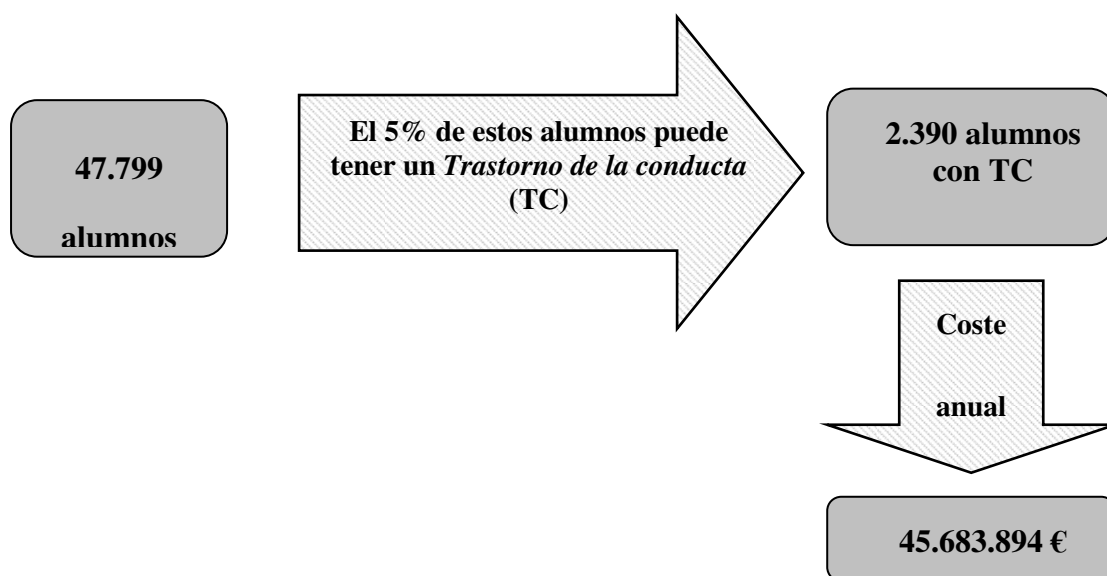 47.799
alumnos
El 5% de estos alumnos puede
tener un Trastorno de la conducta
(TC)
2.390 alumnos
con TC
Coste
anual
45.683.894 €